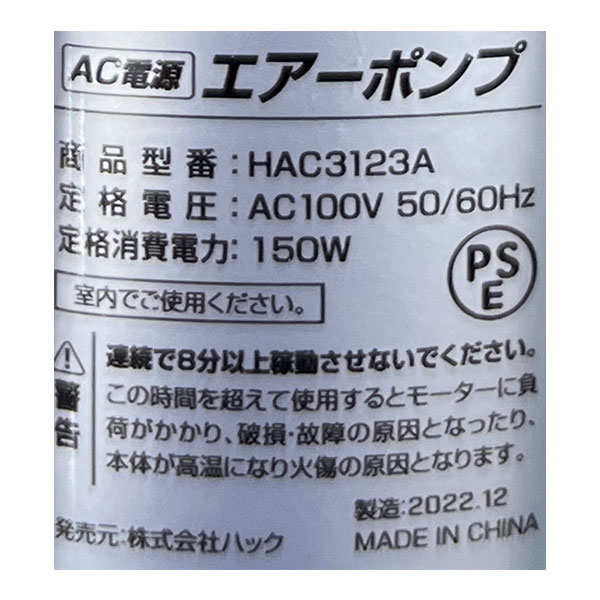 AC電源 エアーポンプ
商品型番:HAC3123A
定格電圧:AC100V 50/60Hz
定格消費電力:150W
PSE
室内でご使用ください。
連続で8分以上稼動させないでください。
警告
この時間を超えて使用するとモーターに負
荷がかかり、破損・故障の原因となったり、
本体が高温になり火傷の原因となります。
製造:2022.12
発売元:株式会社ハック MADE IN CHINA